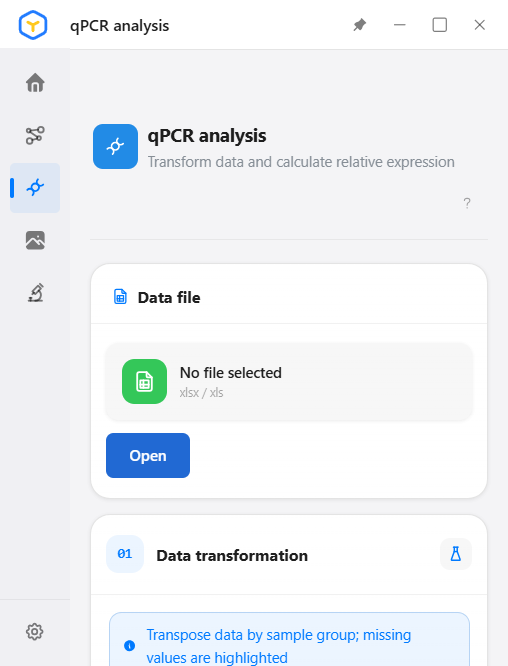 qPCR analysis
qPCR analysis
Transform data and calculate relative expression
?
Data file
No file selected
xlsx / xls
Open
01
Data transformation
Transpose data by sample group; missing
values are highlighted